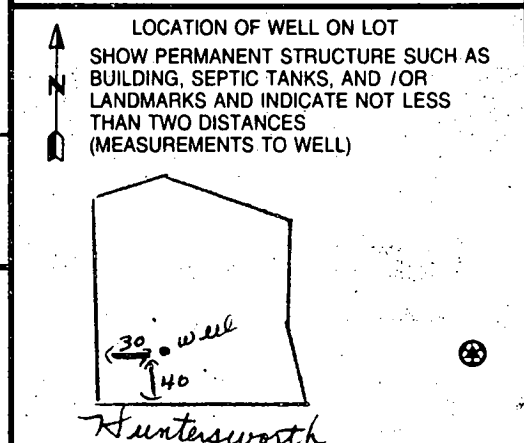 LOCATION OF WELL ON LOT
SHOW PERMANENT STRUCTURE SUCH AS
BUILDING, SEPTIC TANKS, AND / OR
LANDMARKS AND INDICATE NOT LESS
THAN TWO DISTANCES
(MEASUREMENTS TO WELL)
N
30
well
40
Huntersworth